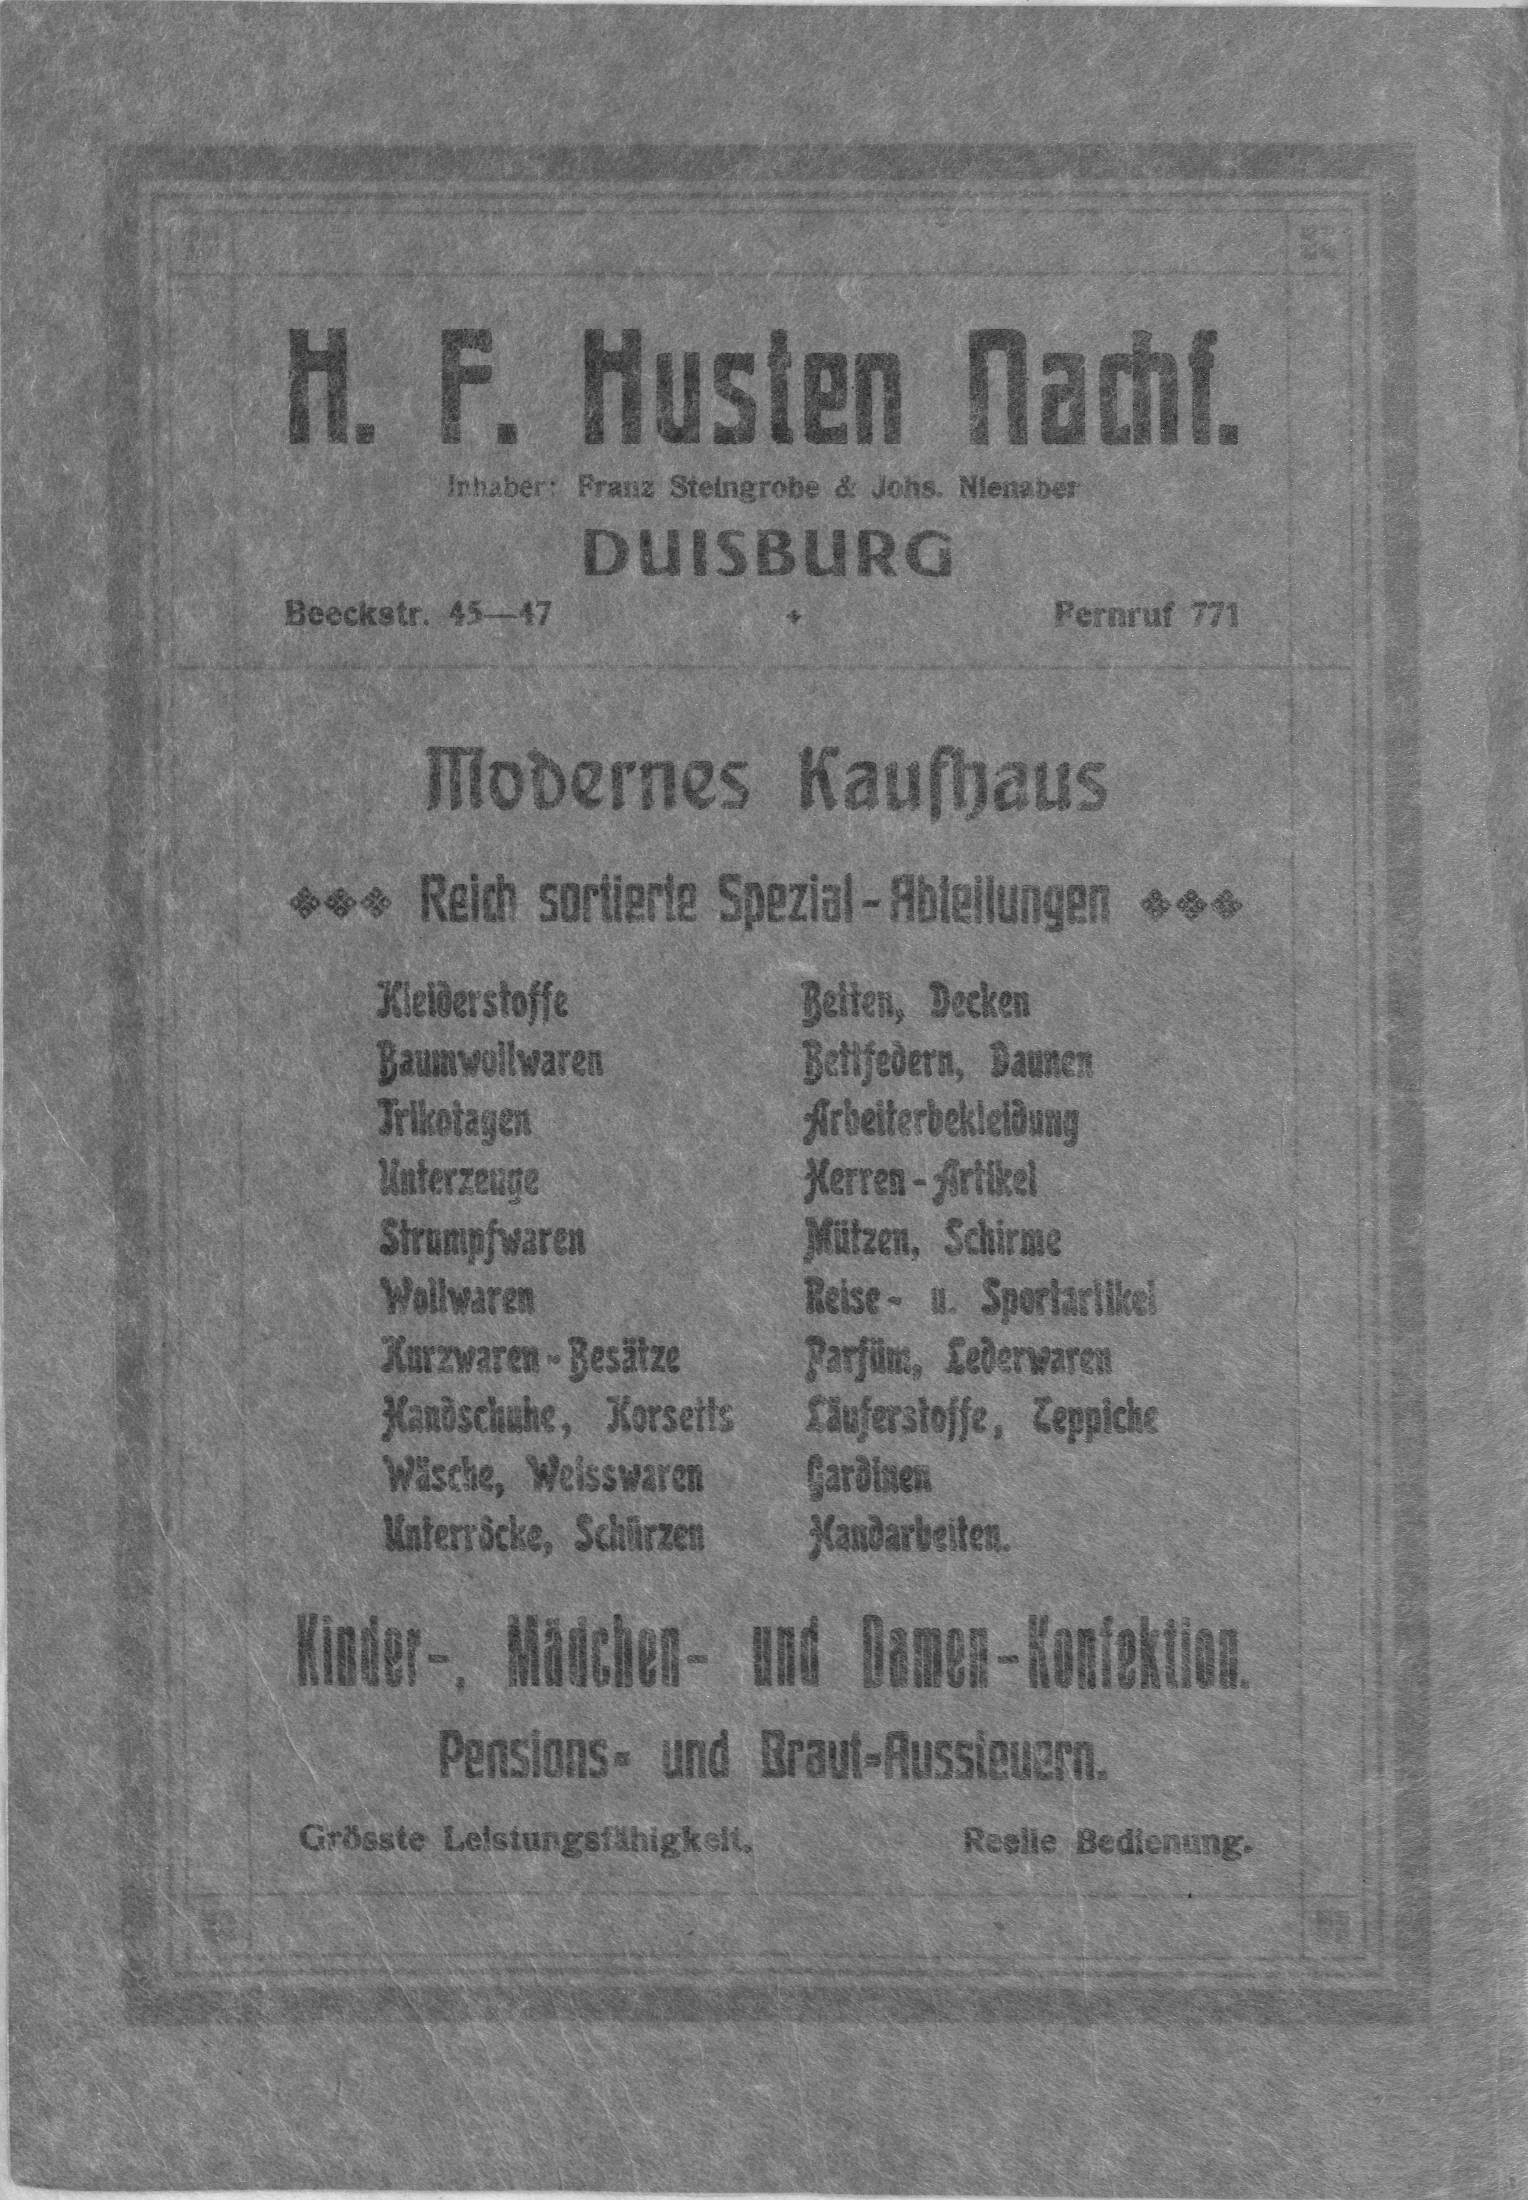 H. F. Husten Nachf.
Inhaber: Franz Steingrobe & Johs. Nienaber
DUISBURG
Beeckstr. 45—47 Fernruf 771
Modernes Kaufhaus
Reich sortierte Spezial-Abteilungen
Kleiderstoffe
Baumwollwaren
Trikotagen
Unterzeuge
Strumpfwaren
Wollwaren
Kurzwaren-Besätze
Handschuhe, Korsetts
Wäsche, Weisswaren
Unterröcke, Schürzen
Betten, Decken
Bettfedern, Daunen
Arbeiterbekleidung
Herren-Artikel
Mützen, Schirme
Reise- u. Sportartikel
Parfüm, Lederwaren
Läuferstoffe, Teppiche
Gardinen
Handarbeiten.
Kinder-, Mädchen- und Damen-Konfektion.
Pensions- und Braut-Aussteuern.
Grösste Leistungsfähigkeit. Reelle Bedienung.